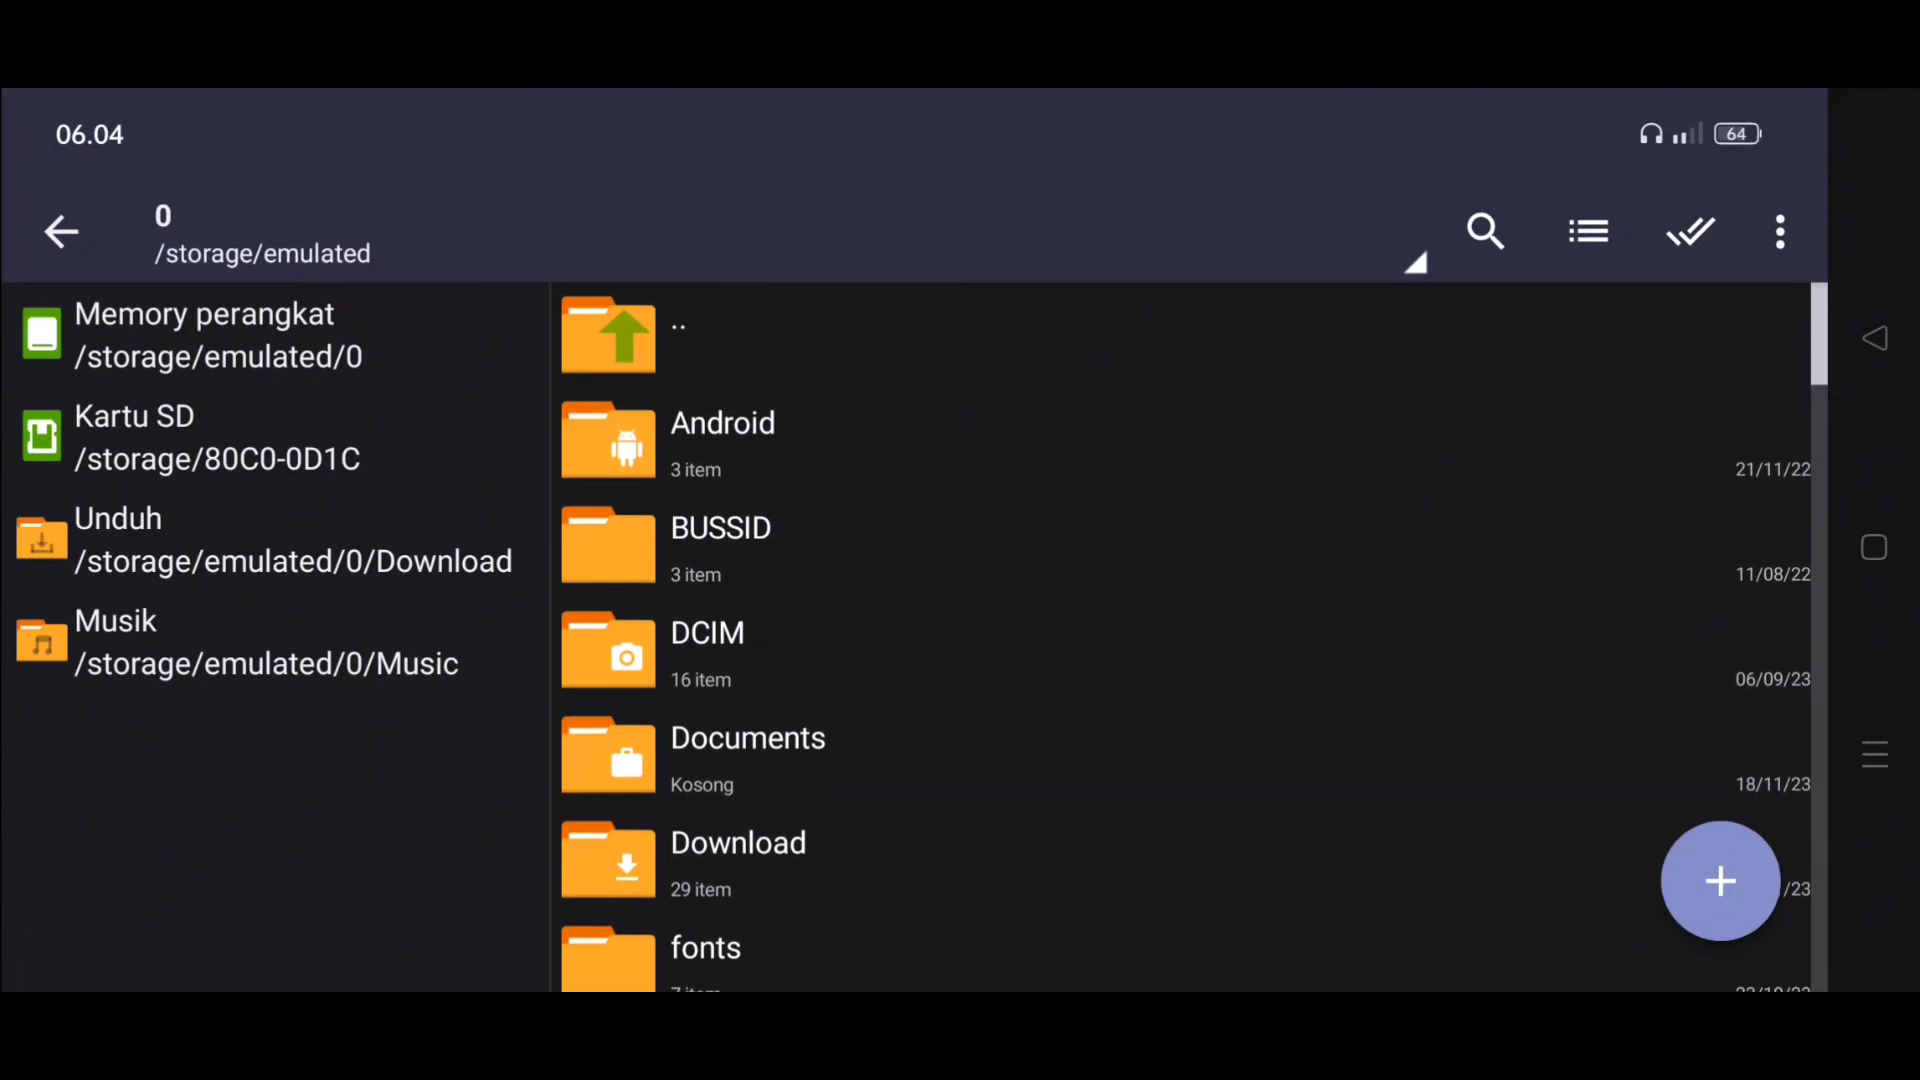 06.04
64
0
/storage/emulated
Memory perangkat
/storage/emulated/0
Kartu SD
/storage/80C0-0D1C
Unduh
/storage/emulated/0/Download
Musik
/storage/emulated/0/Music
..
Android
3 item
21/11/22
BUSSID
3 item
11/08/22
DCIM
16 item
06/09/23
Documents
Kosong
18/11/23
Download
29 item
/23
fonts